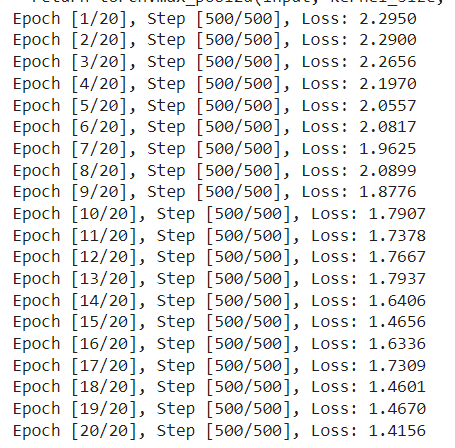 return torch.max_pool2d(input, kernel_size,
Epoch [1/20], Step [500/500], Loss: 2.2950
Epoch [2/20], Step [500/500], Loss: 2.2900
Epoch [3/20], Step [500/500], Loss: 2.2656
Epoch [4/20], Step [500/500], Loss: 2.1970
Epoch [5/20], Step [500/500], Loss: 2.0557
Epoch [6/20], Step [500/500], Loss: 2.0817
Epoch [7/20], Step [500/500], Loss: 1.9625
Epoch [8/20], Step [500/500], Loss: 2.0899
Epoch [9/20], Step [500/500], Loss: 1.8776
Epoch [10/20], Step [500/500], Loss: 1.7907
Epoch [11/20], Step [500/500], Loss: 1.7378
Epoch [12/20], Step [500/500], Loss: 1.7667
Epoch [13/20], Step [500/500], Loss: 1.7937
Epoch [14/20], Step [500/500], Loss: 1.6406
Epoch [15/20], Step [500/500], Loss: 1.4656
Epoch [16/20], Step [500/500], Loss: 1.6336
Epoch [17/20], Step [500/500], Loss: 1.7309
Epoch [18/20], Step [500/500], Loss: 1.4601
Epoch [19/20], Step [500/500], Loss: 1.4670
Epoch [20/20], Step [500/500], Loss: 1.4156